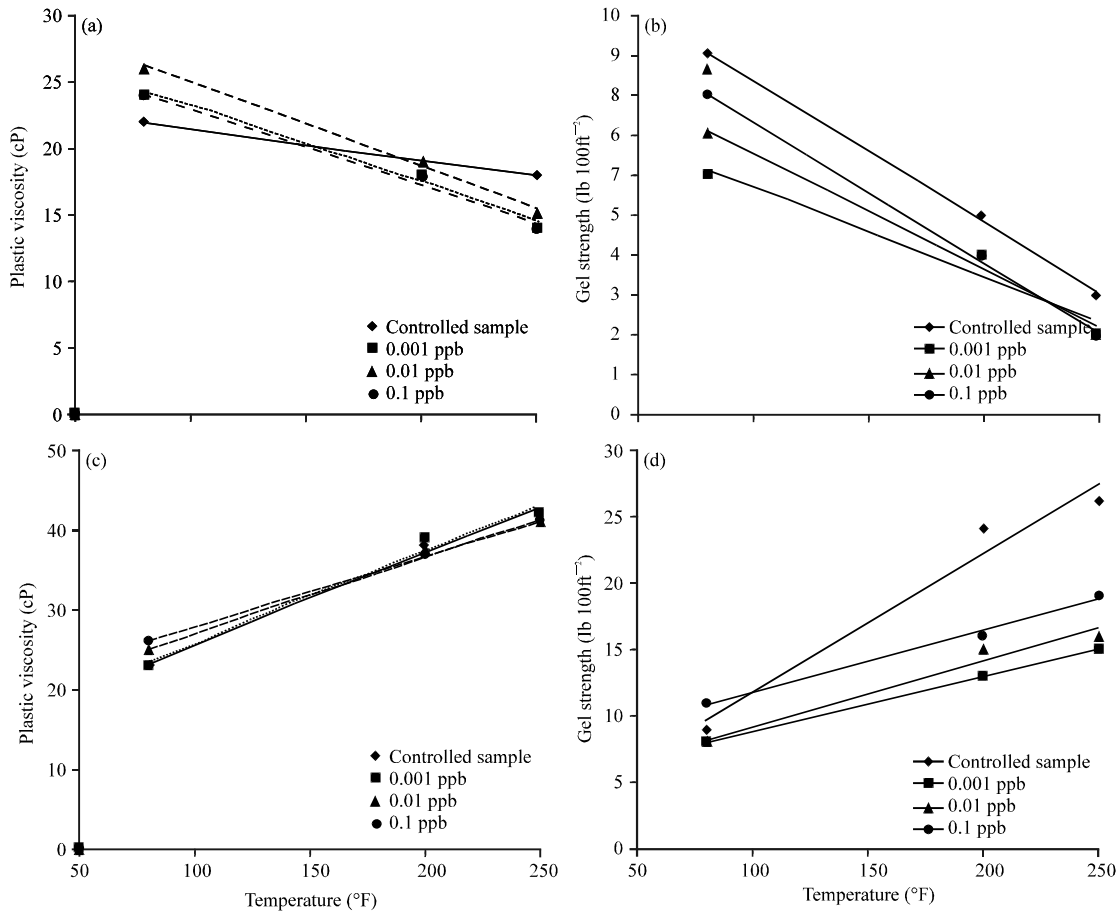 (a)
30
25
20
15
10
5
0
Plastic viscosity (cP)
Controlled sample
0.001 ppb
0.01 ppb
0.1 ppb
(b)
10
9
8
6
7
5
4
3
2
1
0
Gel strength (Ib 100ft⁻²)
Controlled sample
0.001 ppb
0.01 ppb
0.1 ppb
(c)
50
40
30
20
10
0
Plastic viscosity (cP)
Controlled sample
0.001 ppb
0.01 ppb
0.1 ppb
50 100 150 200 250
Temperature (°F)
(d)
30
25
20
15
10
5
0
Gel strength (Ib 100ft⁻²)
Controlled sample
0.001 ppb
0.01 ppb
0.1 ppb
50 100 150 200 250
Temperature (°F)